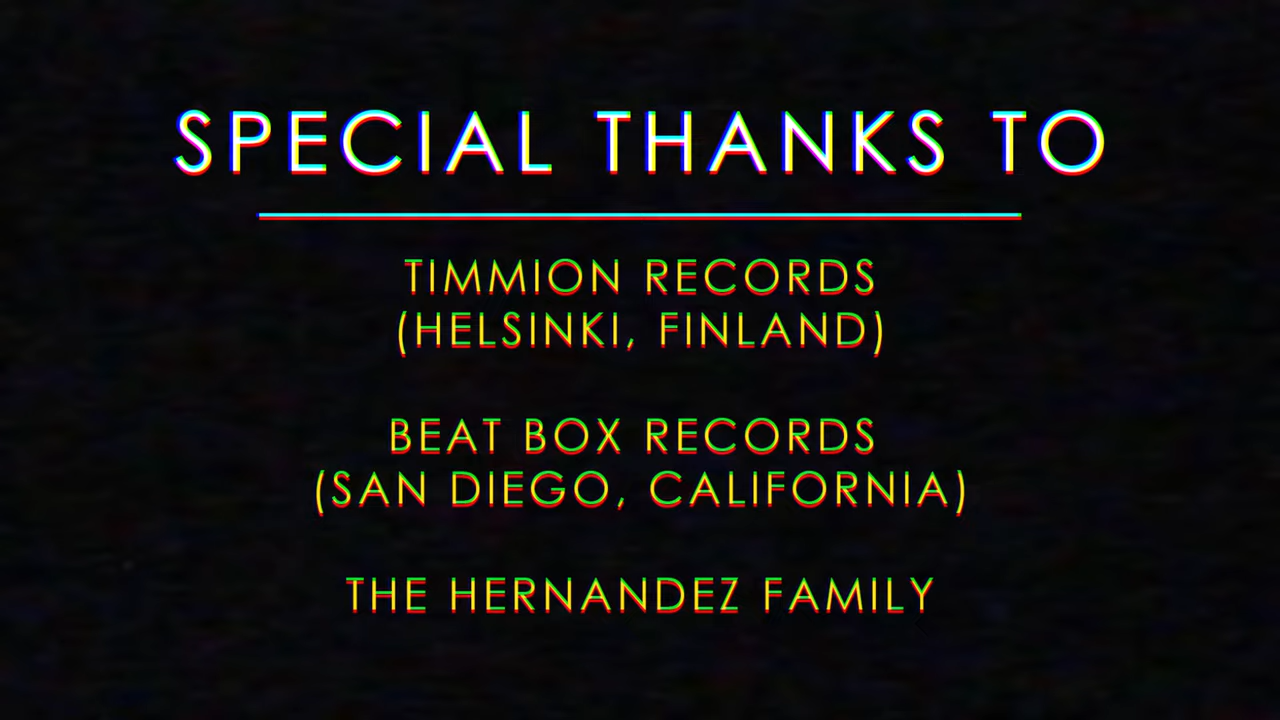 SPECIAL THANKS TO
TIMMION RECORDS
(HELSINKI, FINLAND)
BEAT BOX RECORDS
(SAN DIEGO, CALIFORNIA)
THE HERNANDEZ FAMILY